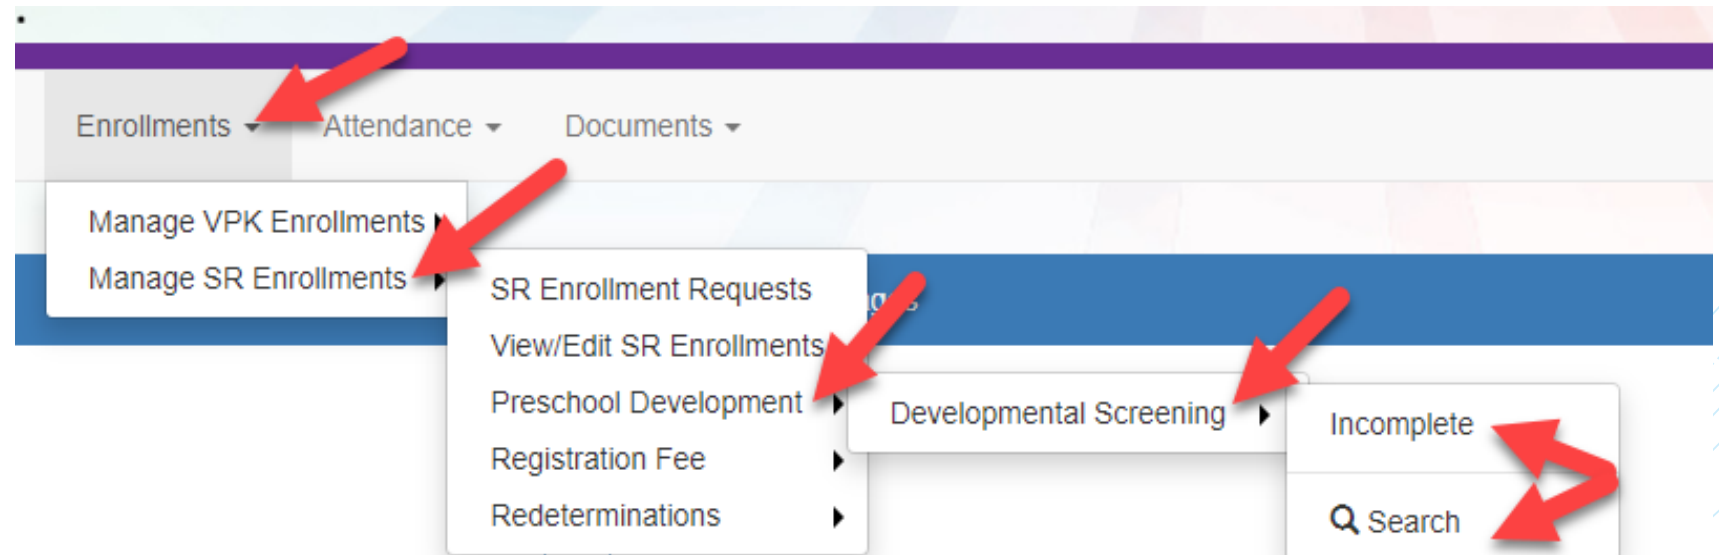 Enrollments Attendance Documents
Manage VPK Enrollments
Manage SR Enrollments
SR Enrollment Requests
View/Edit SR Enrollments
Preschool Development
Registration Fee
Redeterminations
Developmental Screening
Incomplete
Search